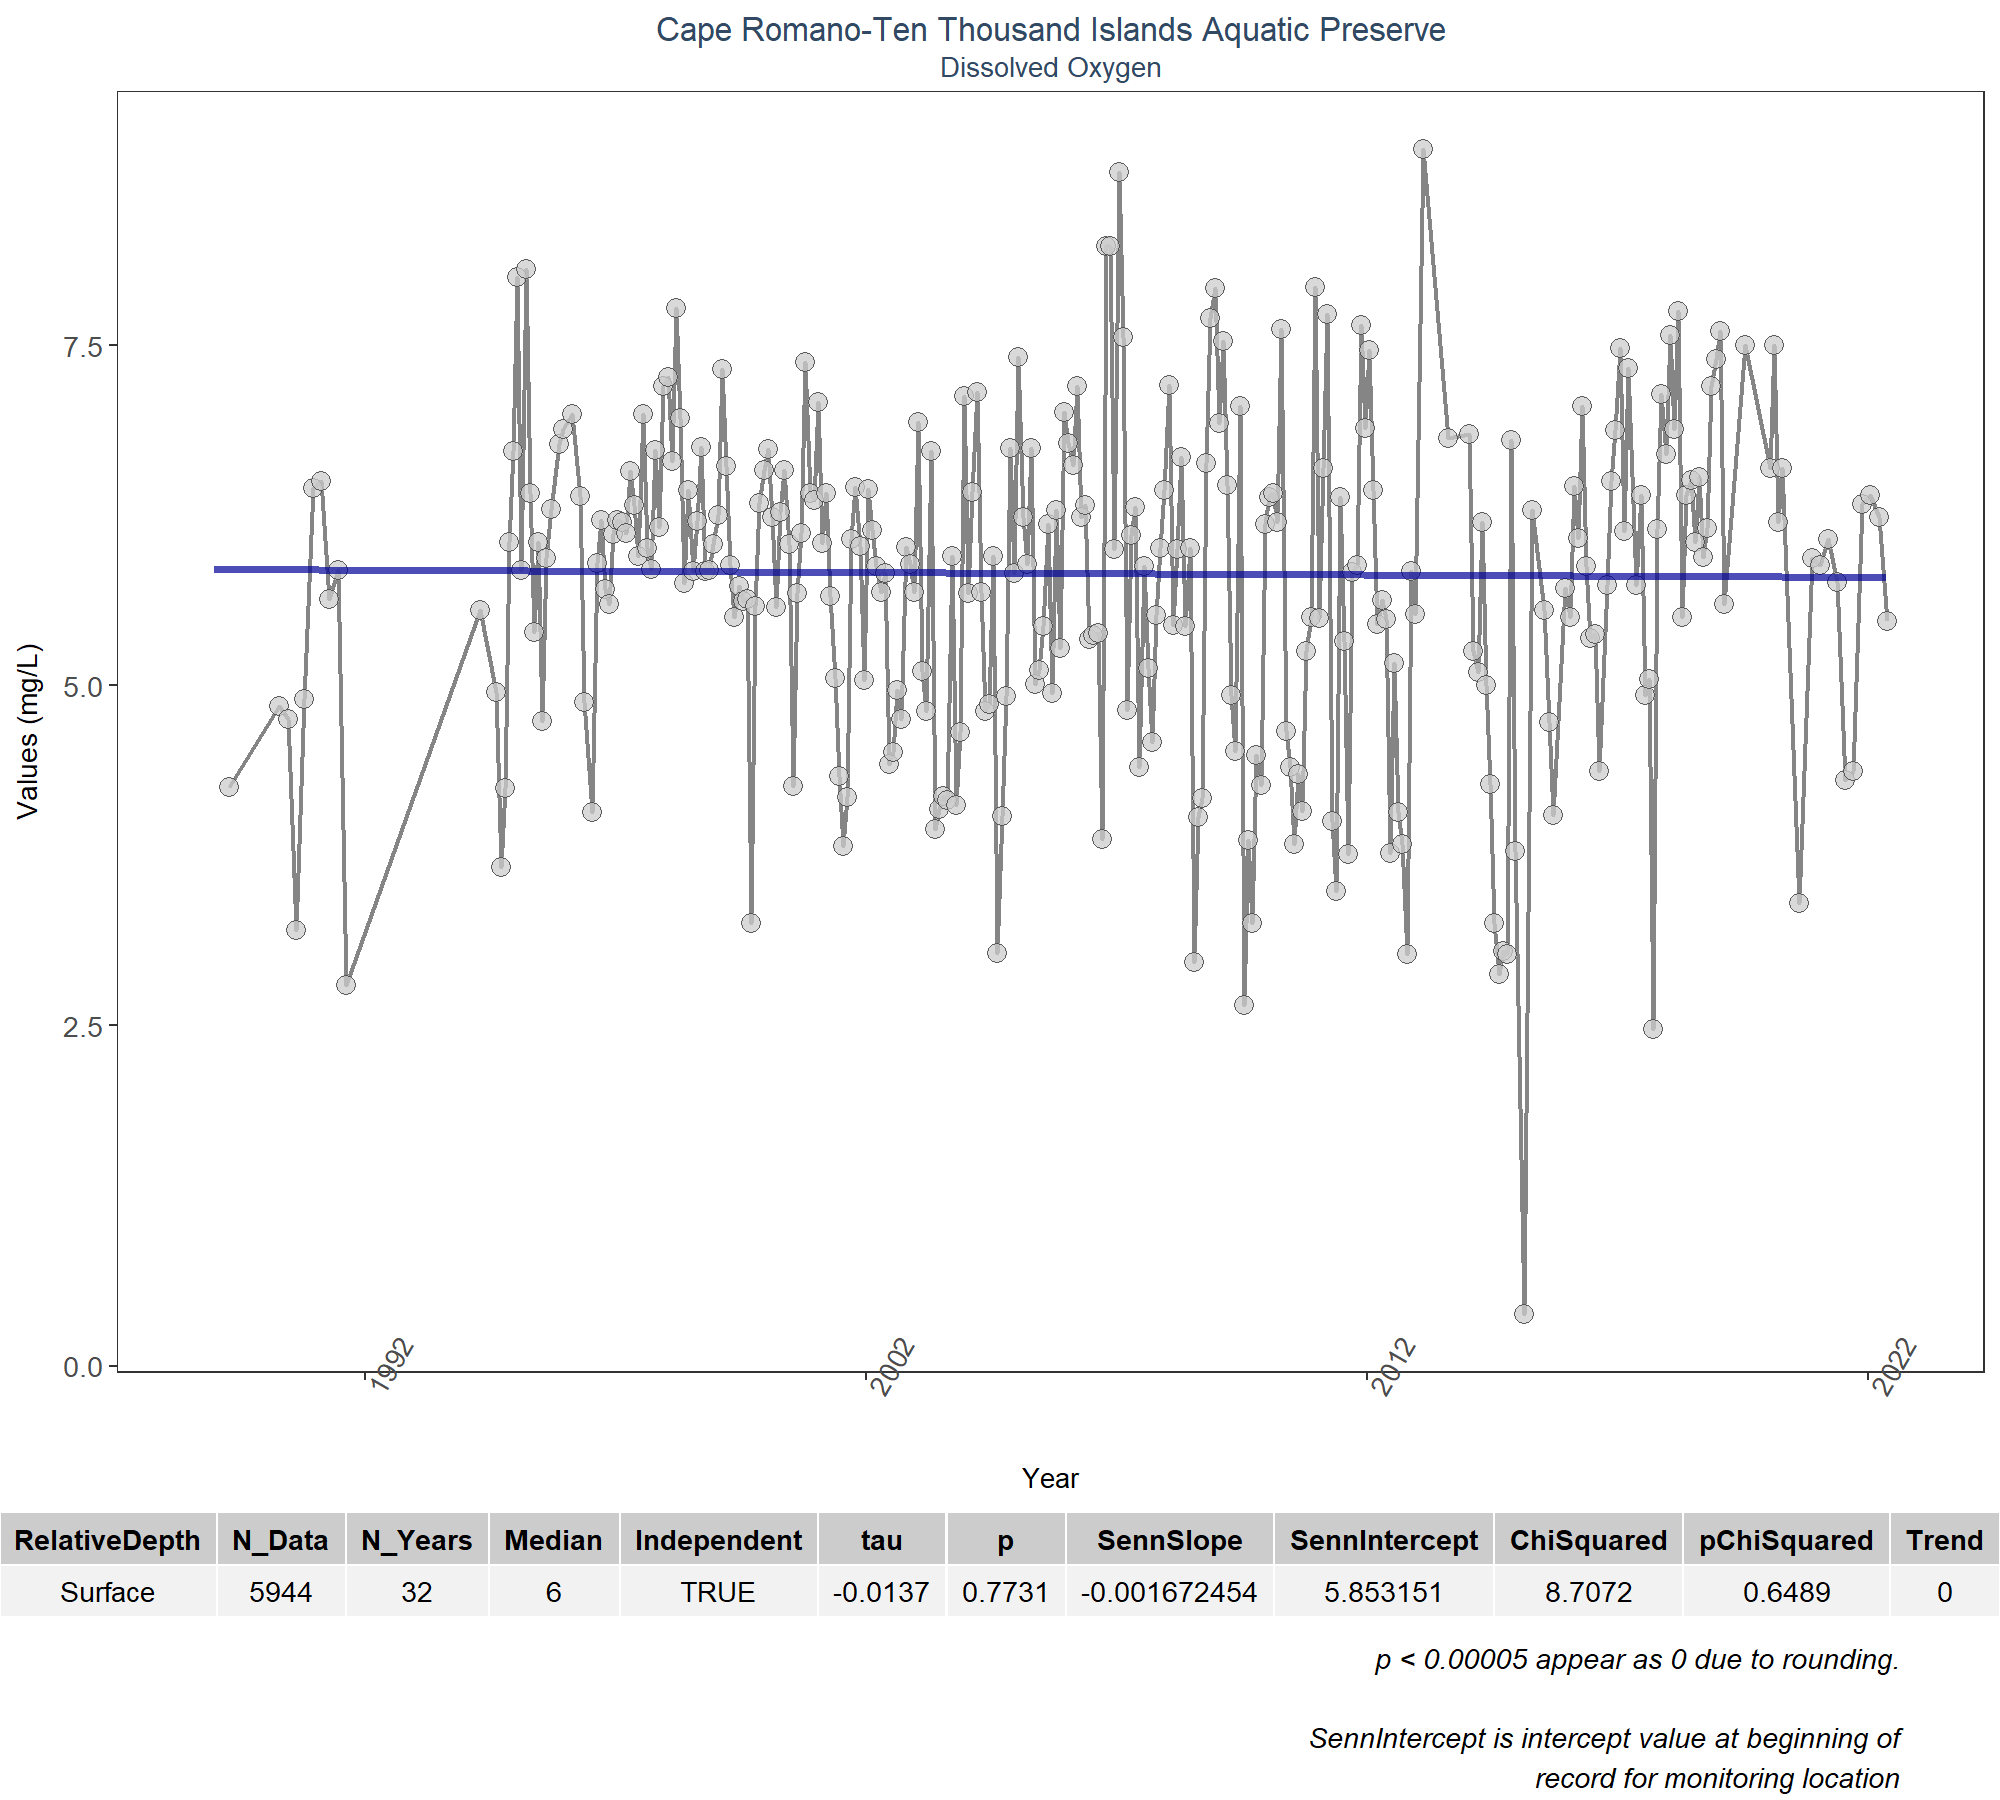 Cape Romano-Ten Thousand Islands Aquatic Preserve
Dissolved Oxygen
Values (mg/L)
7.5
5.0
2.5
0.0
1992
2002
2012
2022
Year
RelativeDepth N_Data N_Years Median Independent tau p SennSlope SennIntercept ChiSquared pChiSquared Trend
Surface 5944 32 6 TRUE -0.0137 0.7731 -0.001672454 5.853151 8.7072 0.6489 0
p < 0.00005 appear as 0 due to rounding.
SennIntercept is intercept value at beginning of
record for monitoring location